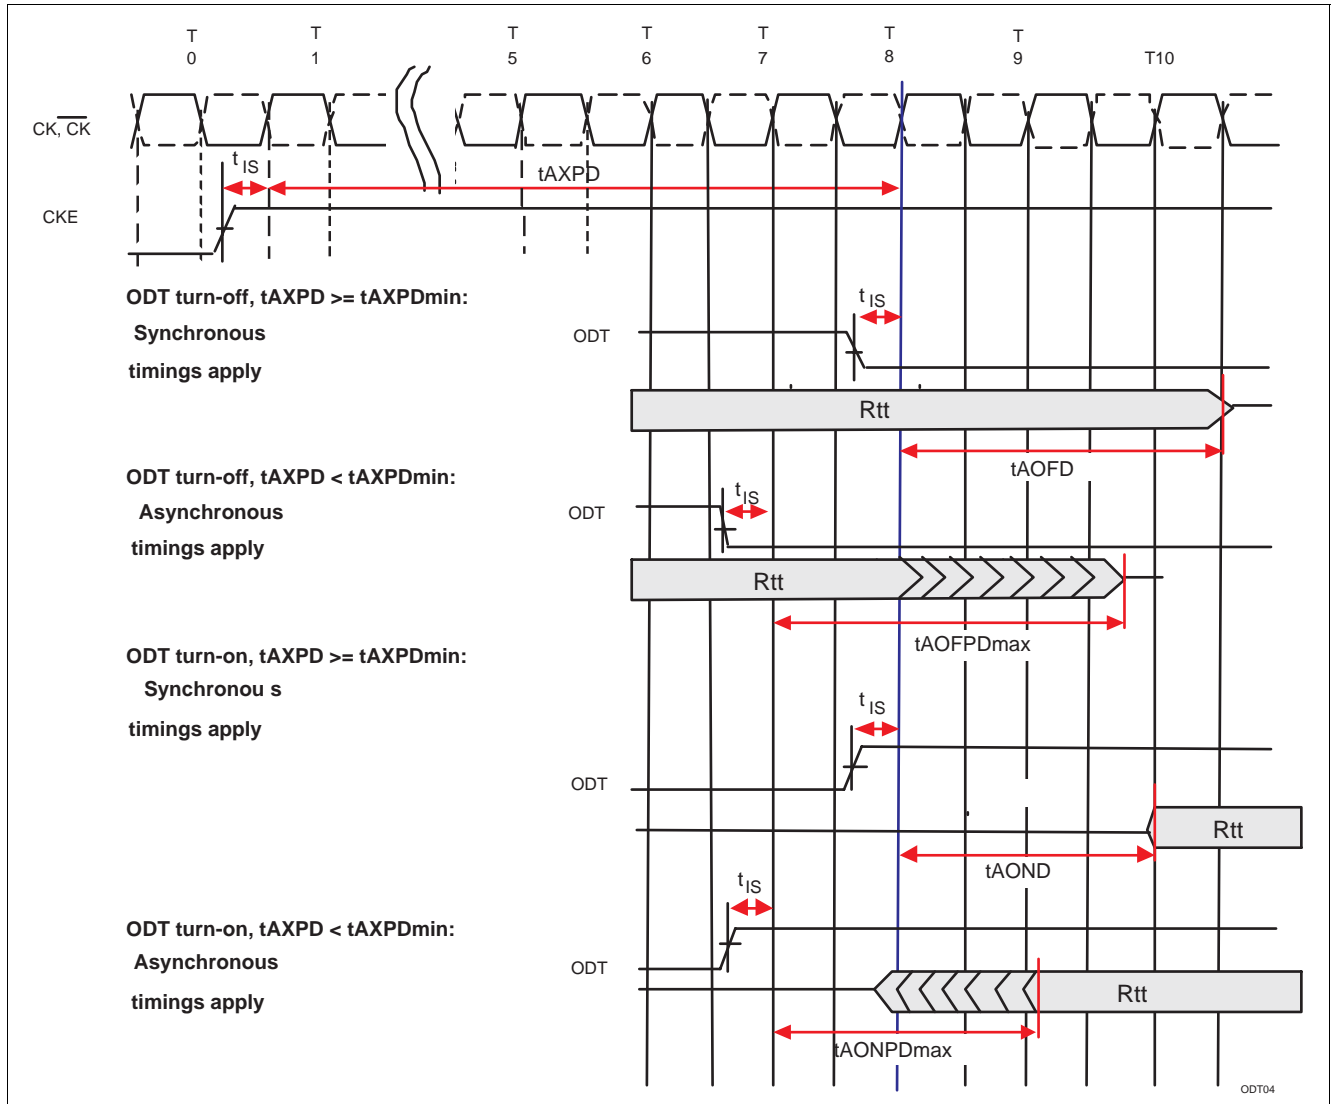 T T T T T T T
0 1 5 6 7 8 9 T10
CK, CK
t IS
tAXPD
CKE
ODT turn-off, tAXPD >= tAXPDmin:
Synchronous
timings apply
t IS
ODT
Rtt
tAOFD
ODT turn-off, tAXPD < tAXPDmin:
Asynchronous
timings apply
t IS
ODT
Rtt
tAOFPDmax
ODT turn-on, tAXPD >= tAXPDmin:
Synchronou s
timings apply
t IS
ODT
Rtt
tAOND
ODT turn-on, tAXPD < tAXPDmin:
Asynchronous
timings apply
t IS
ODT
Rtt
tAONPDmax
ODT04